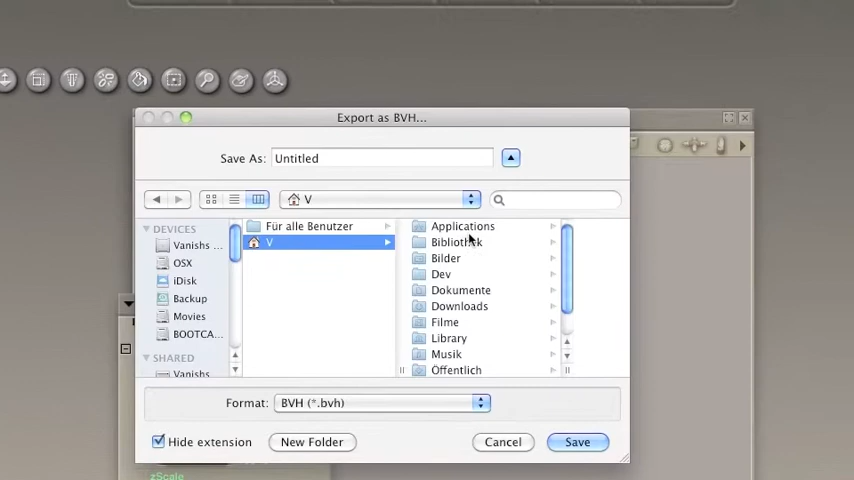 Export as BVH...
Save As: Untitled
V
DEVICES
Vanishs ...
OSX
iDisk
Backup
Movies
BOOTCA...
SHARED
Vanishs
Für alle Benutzer
V
Applications
Bibliothek
Bilder
Dev
Dokumente
Downloads
Filme
Library
Musik
Öffentlich
Format: BVH (*.bvh)
Hide extension
New Folder
Cancel
Save
zScale